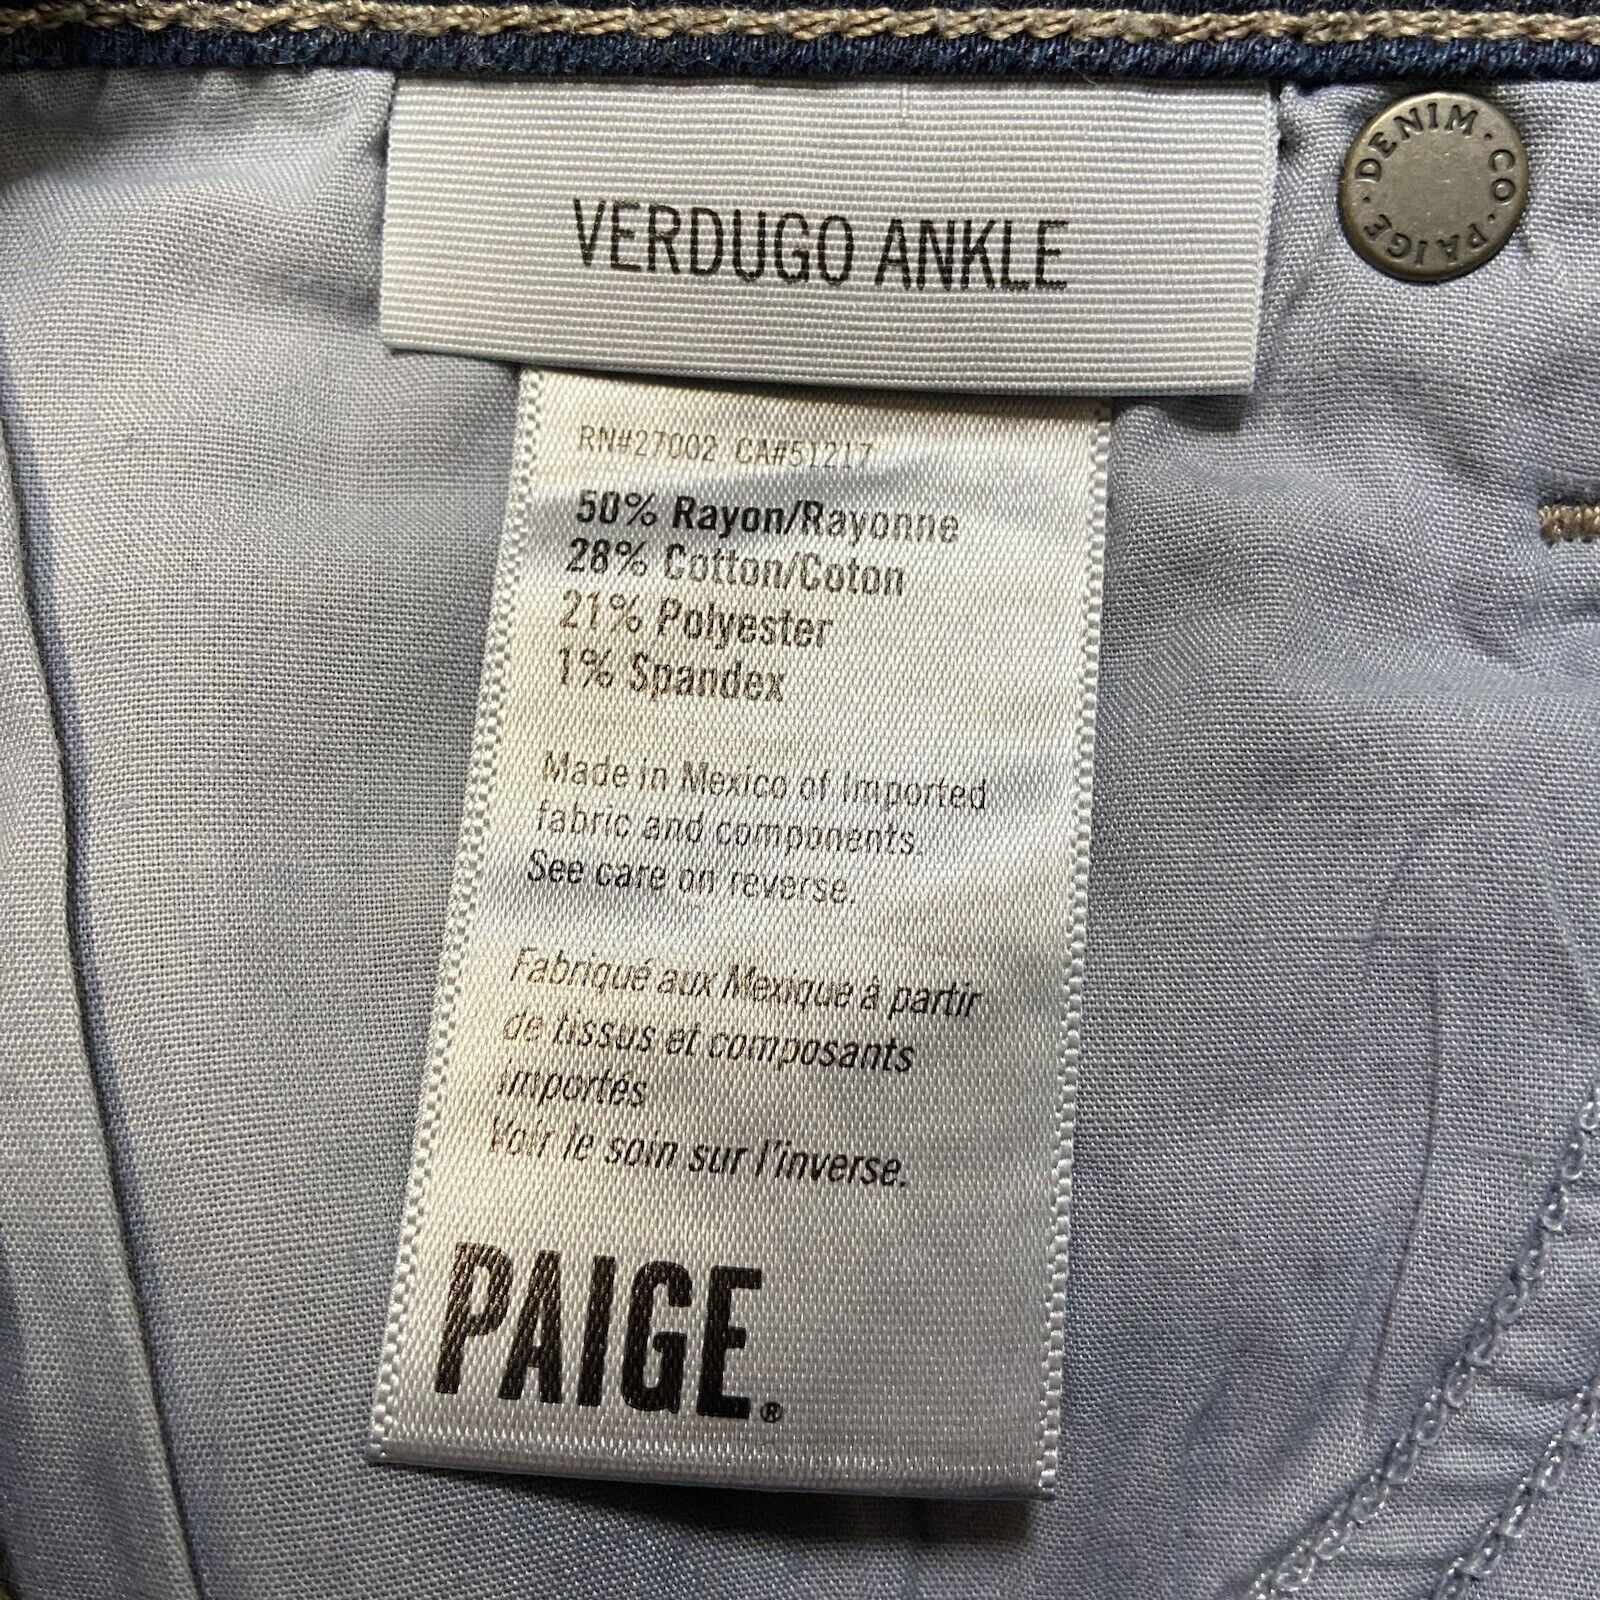 VERDUGO ANKLE
PAIGE · DENIM · CO ·
RN#27002 CA#51217
50% Rayon/Rayonne
28% Cotton/Coton
21% Polyester
1% Spandex
Made in Mexico of Imported
fabric and components.
See care on reverse.
Fabriqué aux Mexique à partir
de tissus et composants
importés
Voir le soin sur l'inverse.
PAIGE®